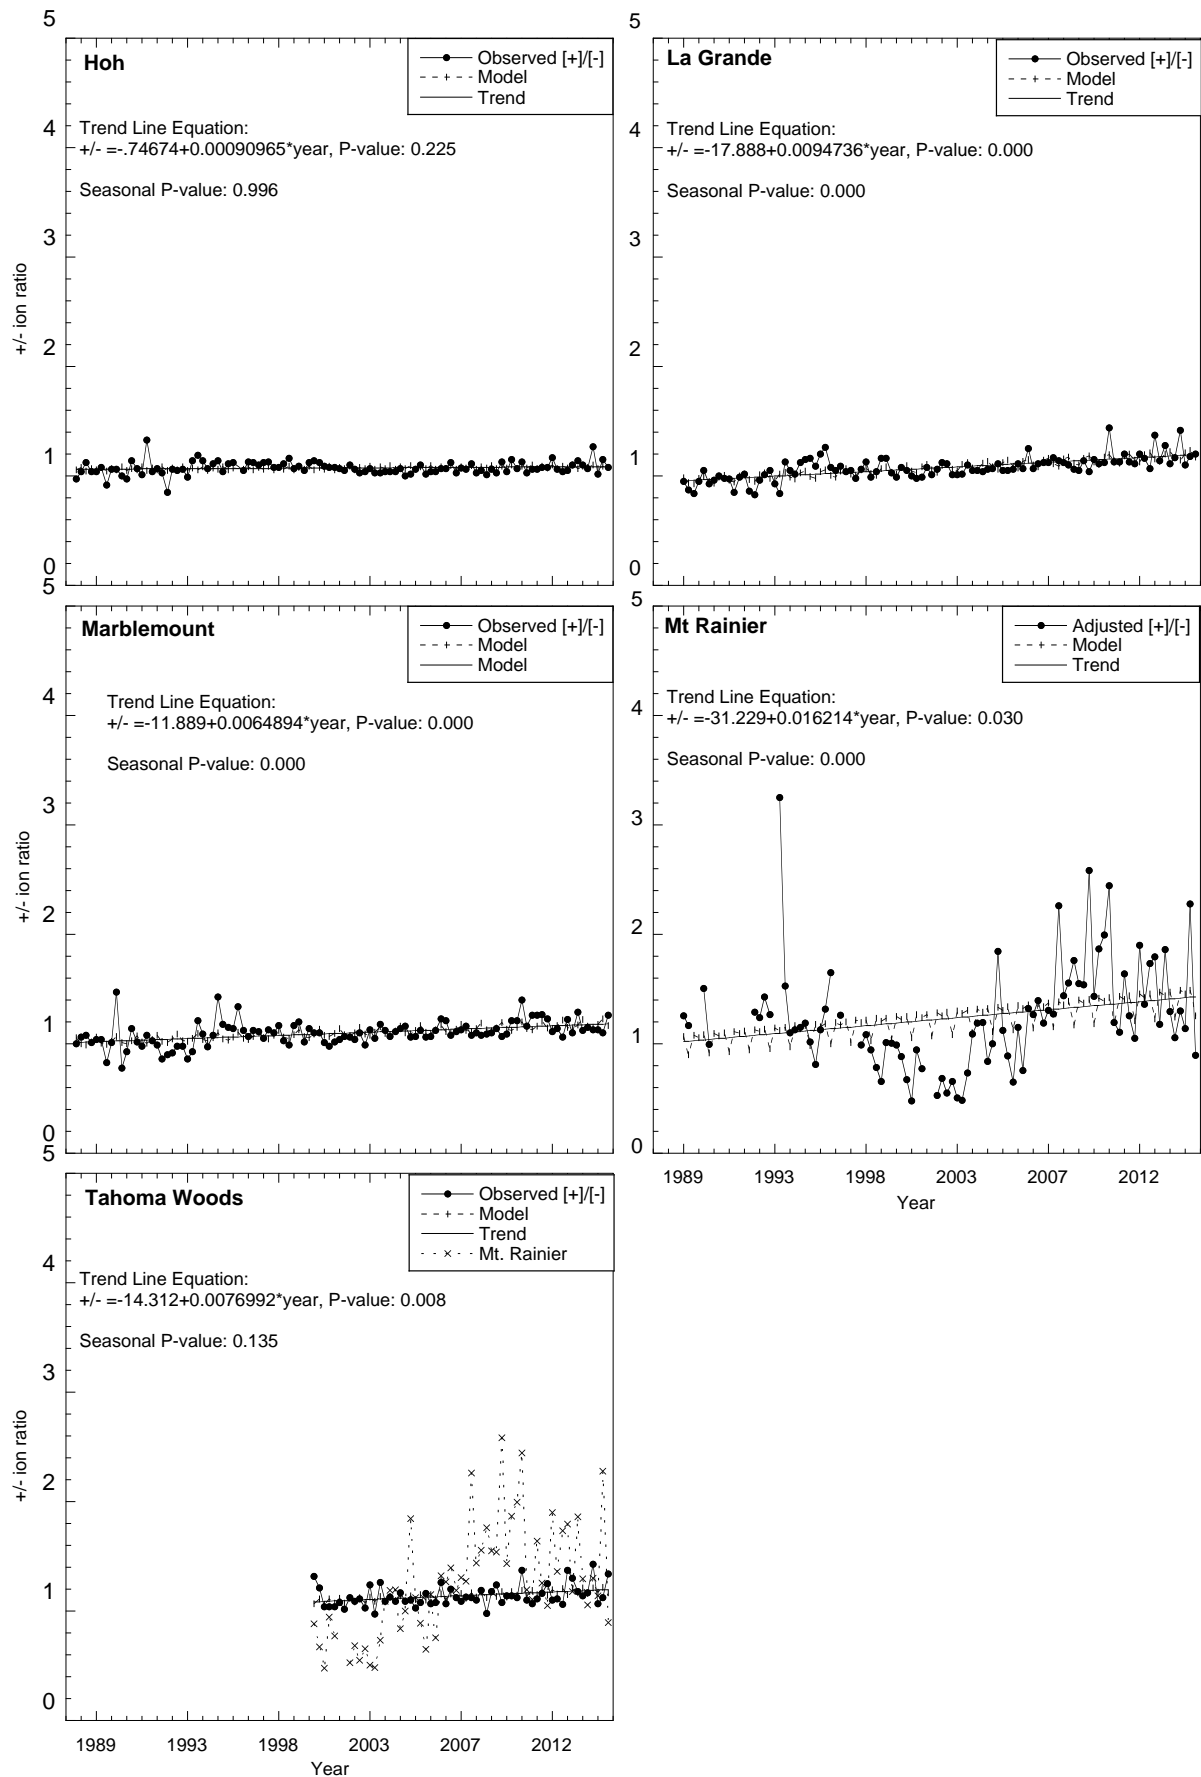 5
Hoh
Observed [+]/[-]
Model
Trend
Trend Line Equation:
+/- =-.74674+0.00090965*year, P-value: 0.225
Seasonal P-value: 0.996
4
3
2
1
0
+/- ion ratio
5
La Grande
Observed [+]/[-]
Model
Trend
Trend Line Equation:
+/- =-17.888+0.0094736*year, P-value: 0.000
Seasonal P-value: 0.000
4
3
2
1
0
5
Marblemount
Observed [+]/[-]
Model
Model
Trend Line Equation:
+/- =-11.889+0.0064894*year, P-value: 0.000
Seasonal P-value: 0.000
4
3
2
1
0
+/- ion ratio
5
Mt Rainier
Adjusted [+]/[-]
Model
Trend
Trend Line Equation:
+/- =-31.229+0.016214*year, P-value: 0.030
Seasonal P-value: 0.000
4
3
2
1
0
1989 1993 1998 2003 2007 2012
Year
5
Tahoma Woods
Observed [+]/[-]
Model
Trend
Mt. Rainier
Trend Line Equation:
+/- =-14.312+0.0076992*year, P-value: 0.008
Seasonal P-value: 0.135
4
3
2
1
0
+/- ion ratio
1989 1993 1998 2003 2007 2012
Year